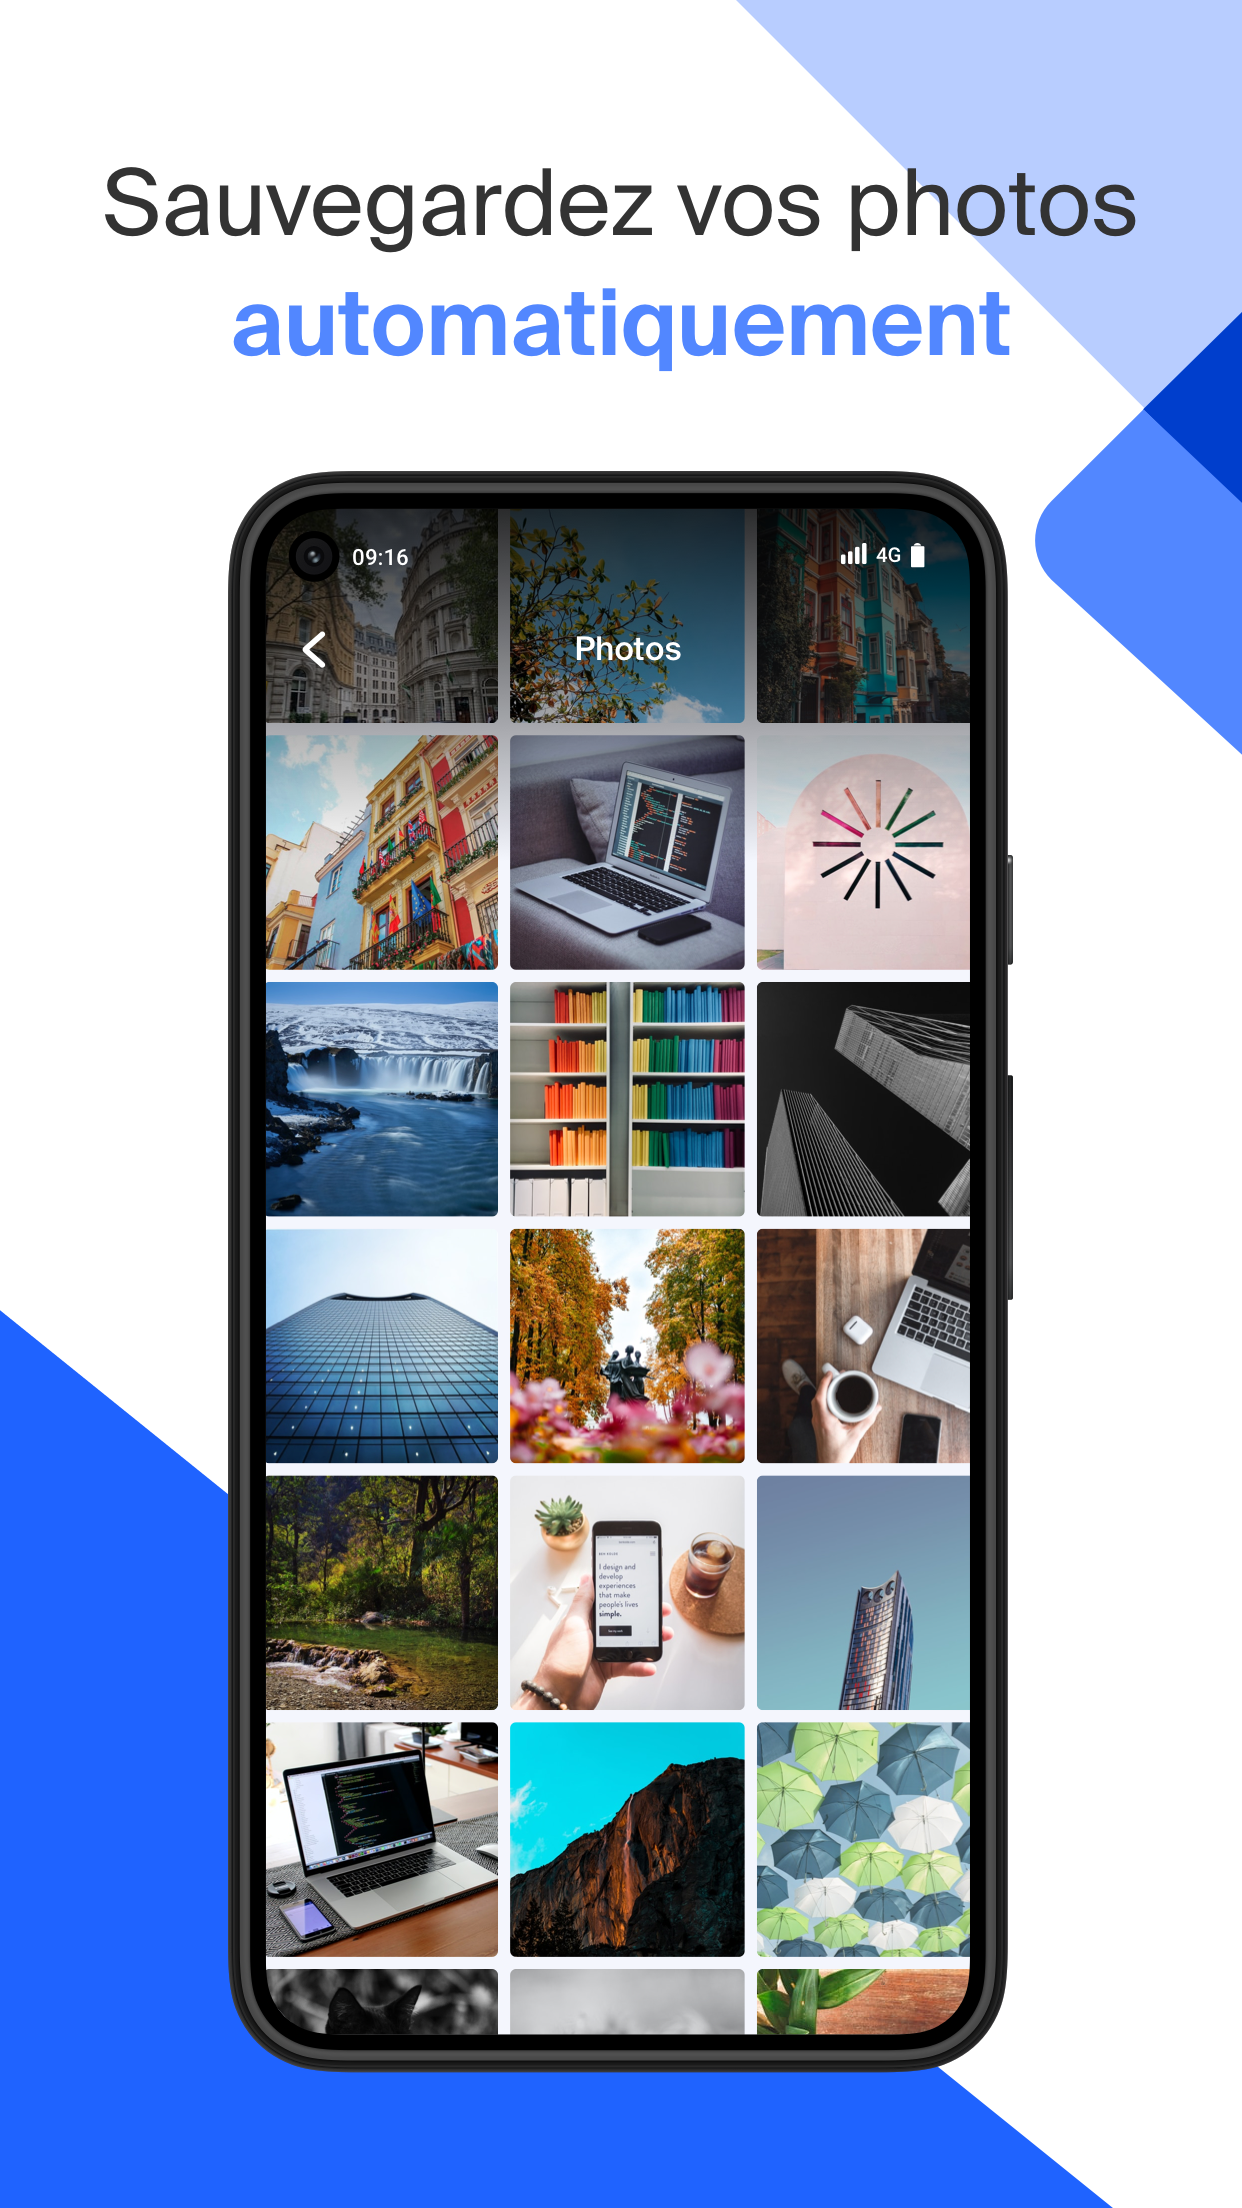 Sauvegardez vos photos
automatiquement
09:16
4G
Photos
I design and
develop
experiences
that make
people's lives
simple.